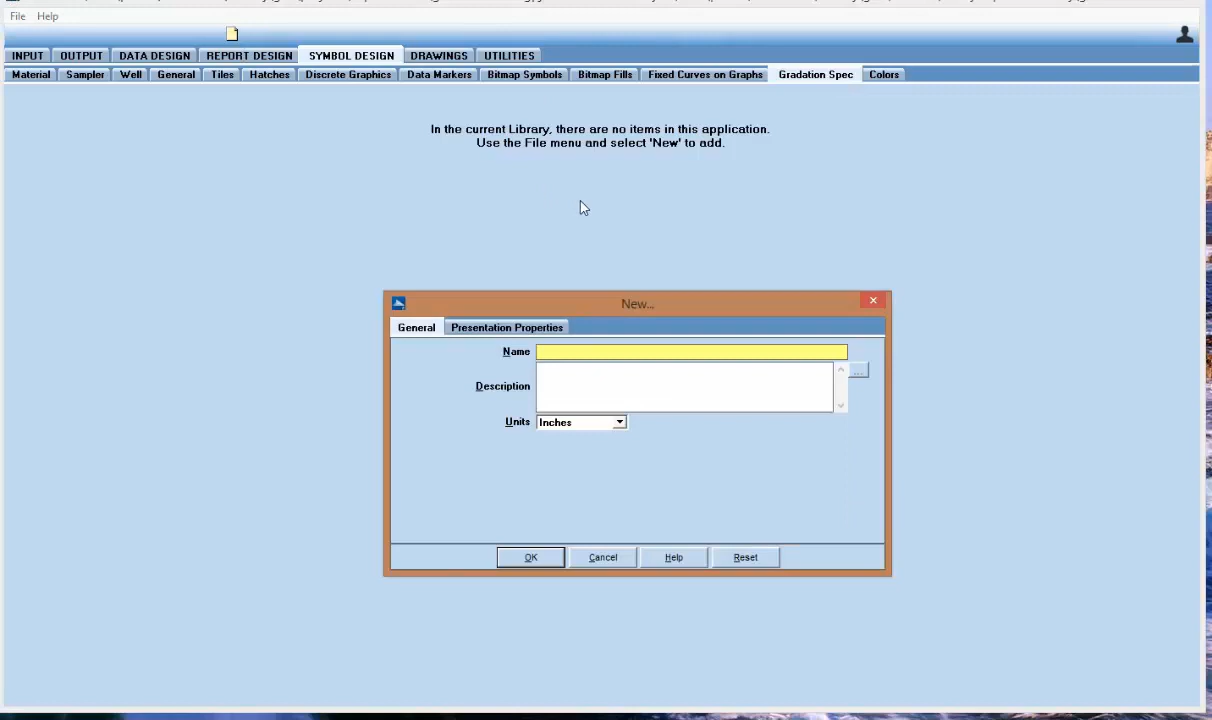 File Help
INPUT OUTPUT DATA DESIGN REPORT DESIGN SYMBOL DESIGN DRAWINGS UTILITIES
Material Sampler Well General Tiles Hatches Discrete Graphics Data Markers Bitmap Symbols Bitmap Fills Fixed Curves on Graphs Gradation Spec Colors
In the current Library, there are no items in this application.
Use the File menu and select 'New' to add.
New...
General Presentation Properties
Name
...
Description
Units Inches
OK Cancel Help Reset